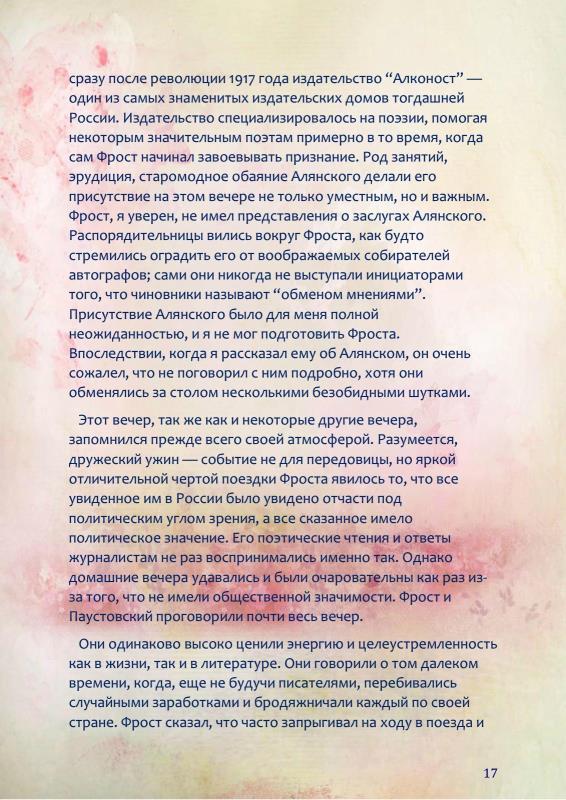 сразу после революции 1917 года издательство “Алконост” —
один из самых знаменитых издательских домов тогдашней
России. Издательство специализировалось на поэзии, помогая
некоторым значительным поэтам примерно в то время, когда
сам Фрост начинал завоевывать признание. Род занятий,
эрудиция, старомодное обаяние Алянского делали его
присутствие на этом вечере не только уместным, но и важным.
Фрост, я уверен, не имел представления о заслугах Алянского.
Распорядительницы вились вокруг Фроста, как будто
стремились оградить его от воображаемых собирателей
автографов; сами они никогда не выступали инициаторами
того, что чиновники называют “обменом мнениями”.
Присутствие Алянского было для меня полной
неожиданностью, и я не мог подготовить Фроста.
Впоследствии, когда я рассказал ему об Алянском, он очень
сожалел, что не поговорил с ним подробно, хотя они
обменялись за столом несколькими безобидными шутками.
Этот вечер, так же как и некоторые другие вечера,
запомнился прежде всего своей атмосферой. Разумеется,
дружеский ужин — событие не для передовицы, но яркой
отличительной чертой поездки Фроста явилось то, что все
увиденное им в России было увидено отчасти под
политическим углом зрения, а все сказанное имело
политическое значение. Его поэтические чтения и ответы
журналистам не раз воспринимались именно так. Однако
домашние вечера удавались и были очаровательны как раз из-
за того, что не имели общественной значимости. Фрост и
Паустовский проговорили почти весь вечер.
Они одинаково высоко ценили энергию и целеустремленность
как в жизни, так и в литературе. Они говорили о том далеком
времени, когда, еще не будучи писателями, перебивались
случайными заработками и бродяжничали каждый по своей
стране. Фрост сказал, что часто запрыгивал на ходу в поезда и
17